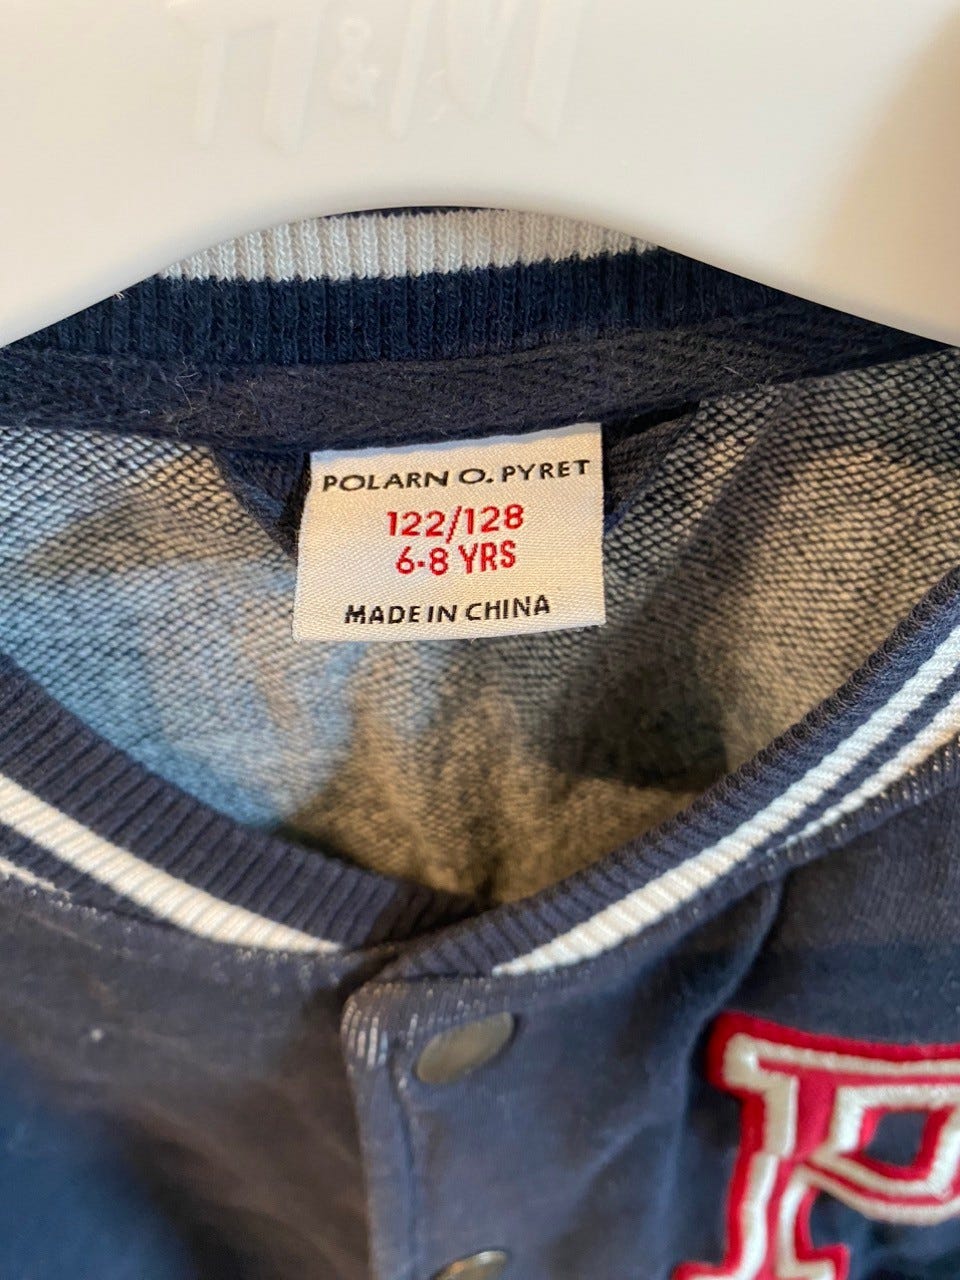 H&M
POLARN O. PYRET
122/128
6-8 YRS
MADE IN CHINA
P